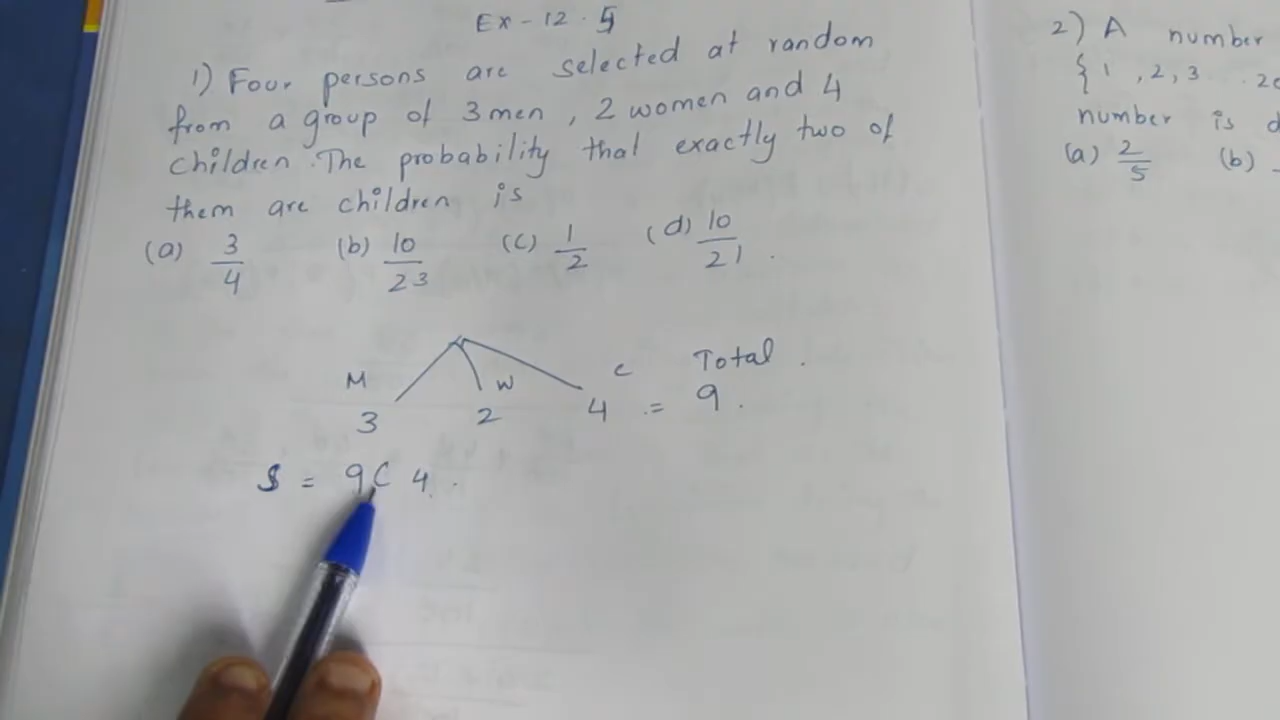 Ex - 12.5
1) Four persons are selected at random
from a group of 3 men, 2 women and 4
children. The probability that exactly two of
them are children is
(a) 3/4 (b) 10/23 (c) 1/2 (d) 10/21.
M W C Total.
3 2 4 = 9.
S = 9C4.
2) A number
{1, 2, 3 ...
number is
(a) 2/5 (b)